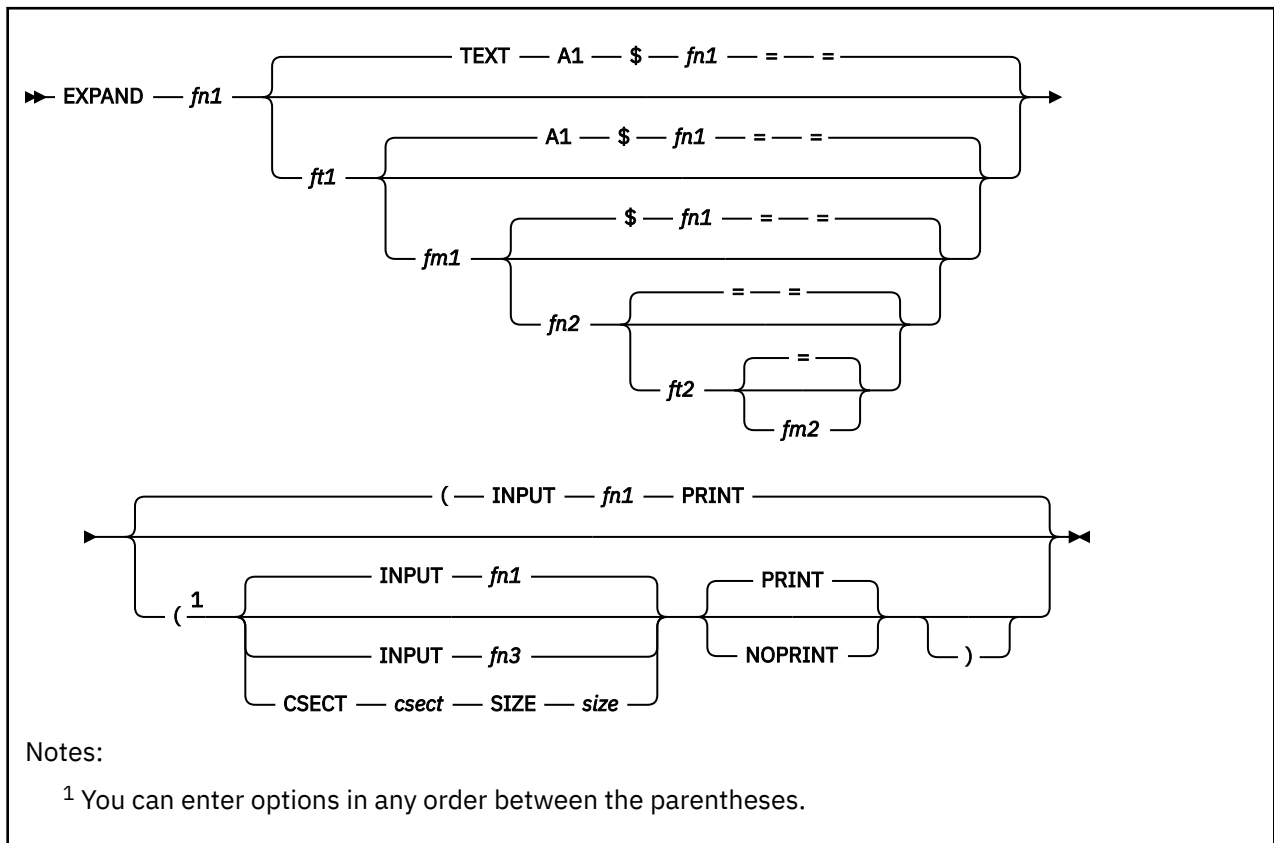 TEXT A1 $ fn1 = =
EXPAND fn1
A1 $ fn1 = =
ft1
$ fn1 = =
fm1
= =
fn2
=
ft2
fm2
( INPUT fn1 PRINT
INPUT fn1 PRINT
( 1
INPUT fn3 NOPRINT )
CSECT csect SIZE size
Notes:
1 You can enter options in any order between the parentheses.